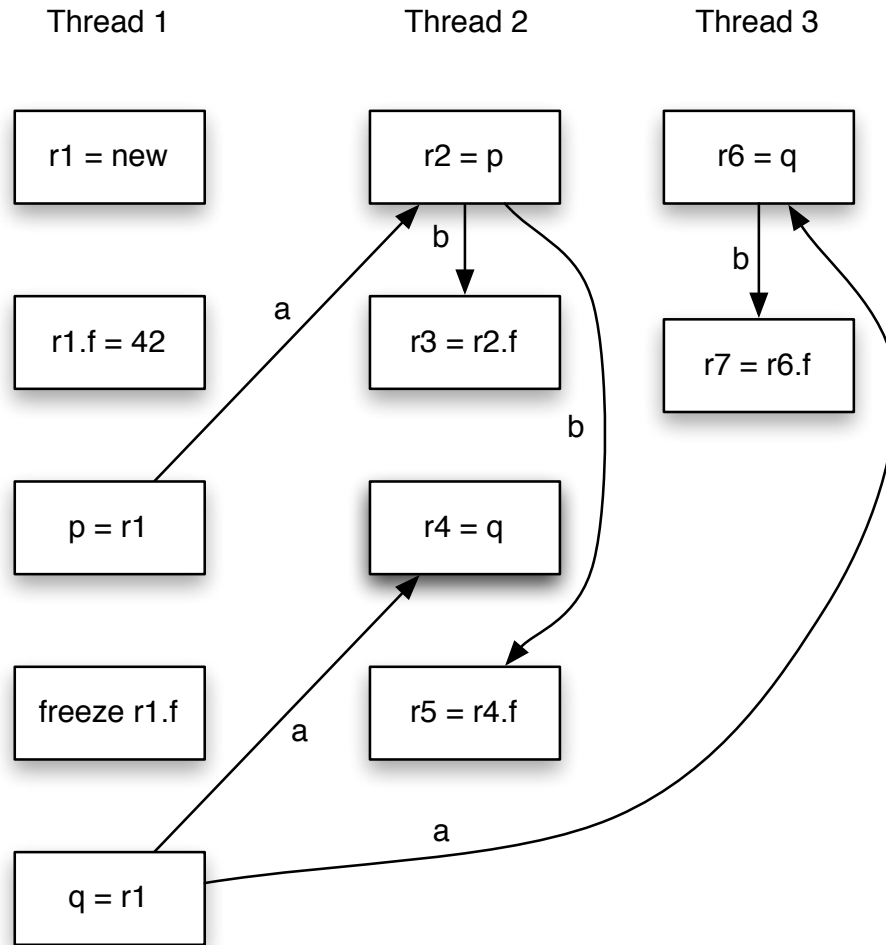 Thread 1
Thread 2
Thread 3
r1 = new
r2 = p
r6 = q
b
b
a
r1.f = 42
r3 = r2.f
r7 = r6.f
b
p = r1
r4 = q
freeze r1.f
r5 = r4.f
a
a
q = r1